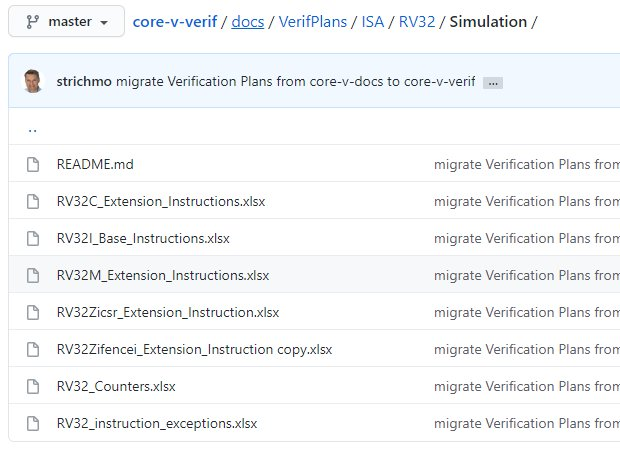 master core-v-verif / docs / VerifPlans / ISA / RV32 / Simulation /
strichmo migrate Verification Plans from core-v-docs to core-v-verif ...
..
README.md migrate Verification Plans from
RV32C_Extension_Instructions.xlsx migrate Verification Plans from
RV32I_Base_Instructions.xlsx migrate Verification Plans from
RV32M_Extension_Instructions.xlsx migrate Verification Plans from
RV32Zicsr_Extension_Instruction.xlsx migrate Verification Plans from
RV32Zifencei_Extension_Instruction copy.xlsx migrate Verification Plans from
RV32_Counters.xlsx migrate Verification Plans from
RV32_instruction_exceptions.xlsx migrate Verification Plans from